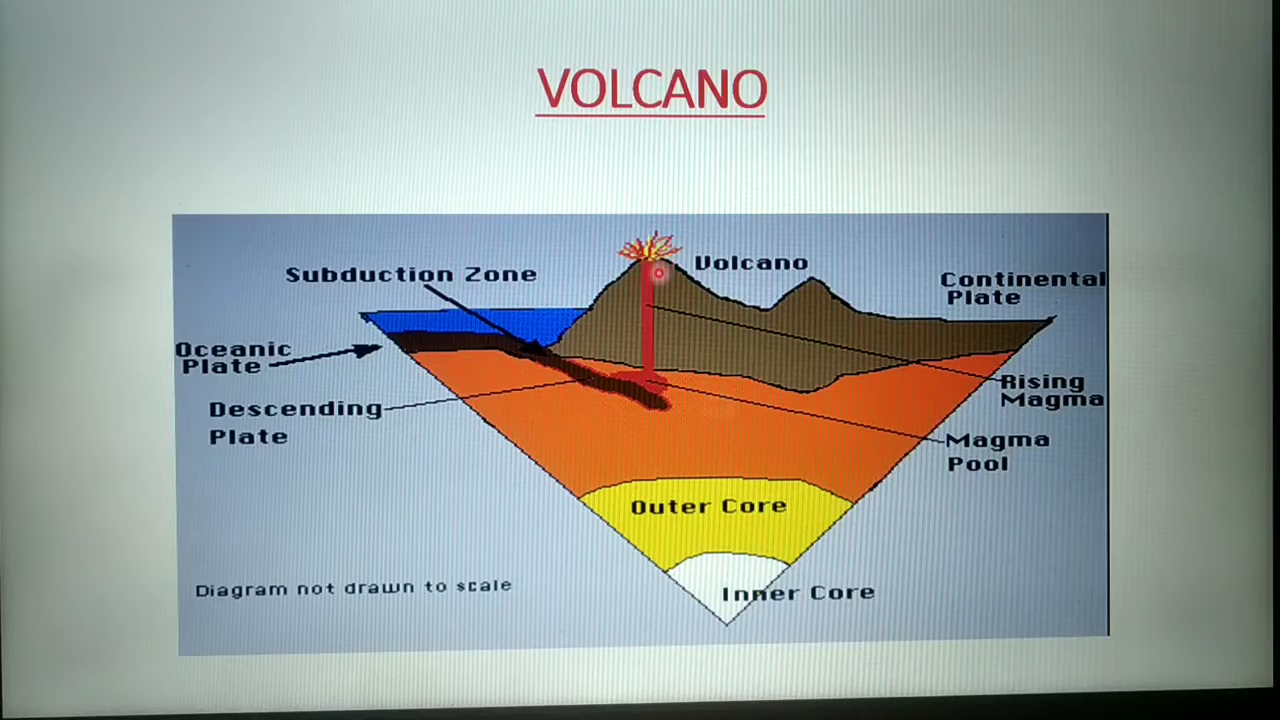 VOLCANO
Subduction Zone
Volcano
Continental
Plate
Oceanic
Plate
Descending
Plate
Rising
Magma
Magma
Pool
Outer Core
Inner Core
Diagram not drawn to scale